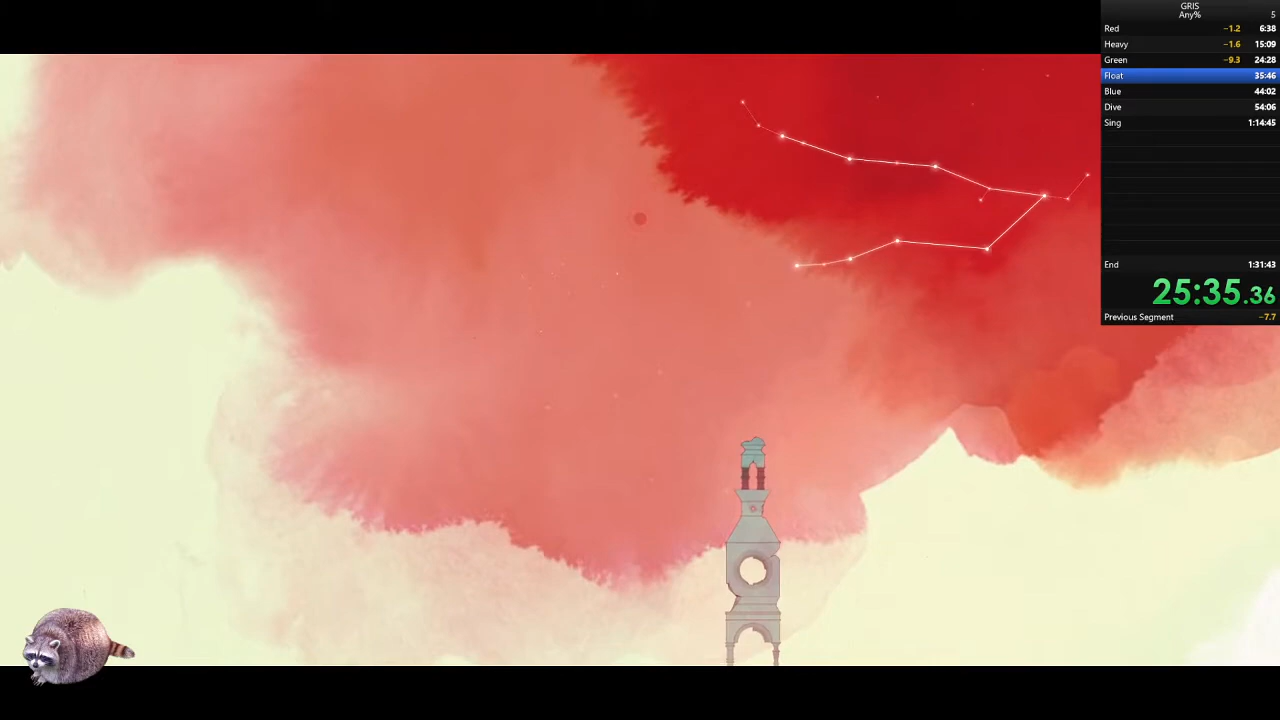 GRIS
Any% 5
Red −1.2 6:38
Heavy −1.6 15:09
Green −9.3 24:28
Float 35:46
Blue 44:02
Dive 54:06
Sing 1:14:45
End 1:31:43
25:35.36
Previous Segment −7.7